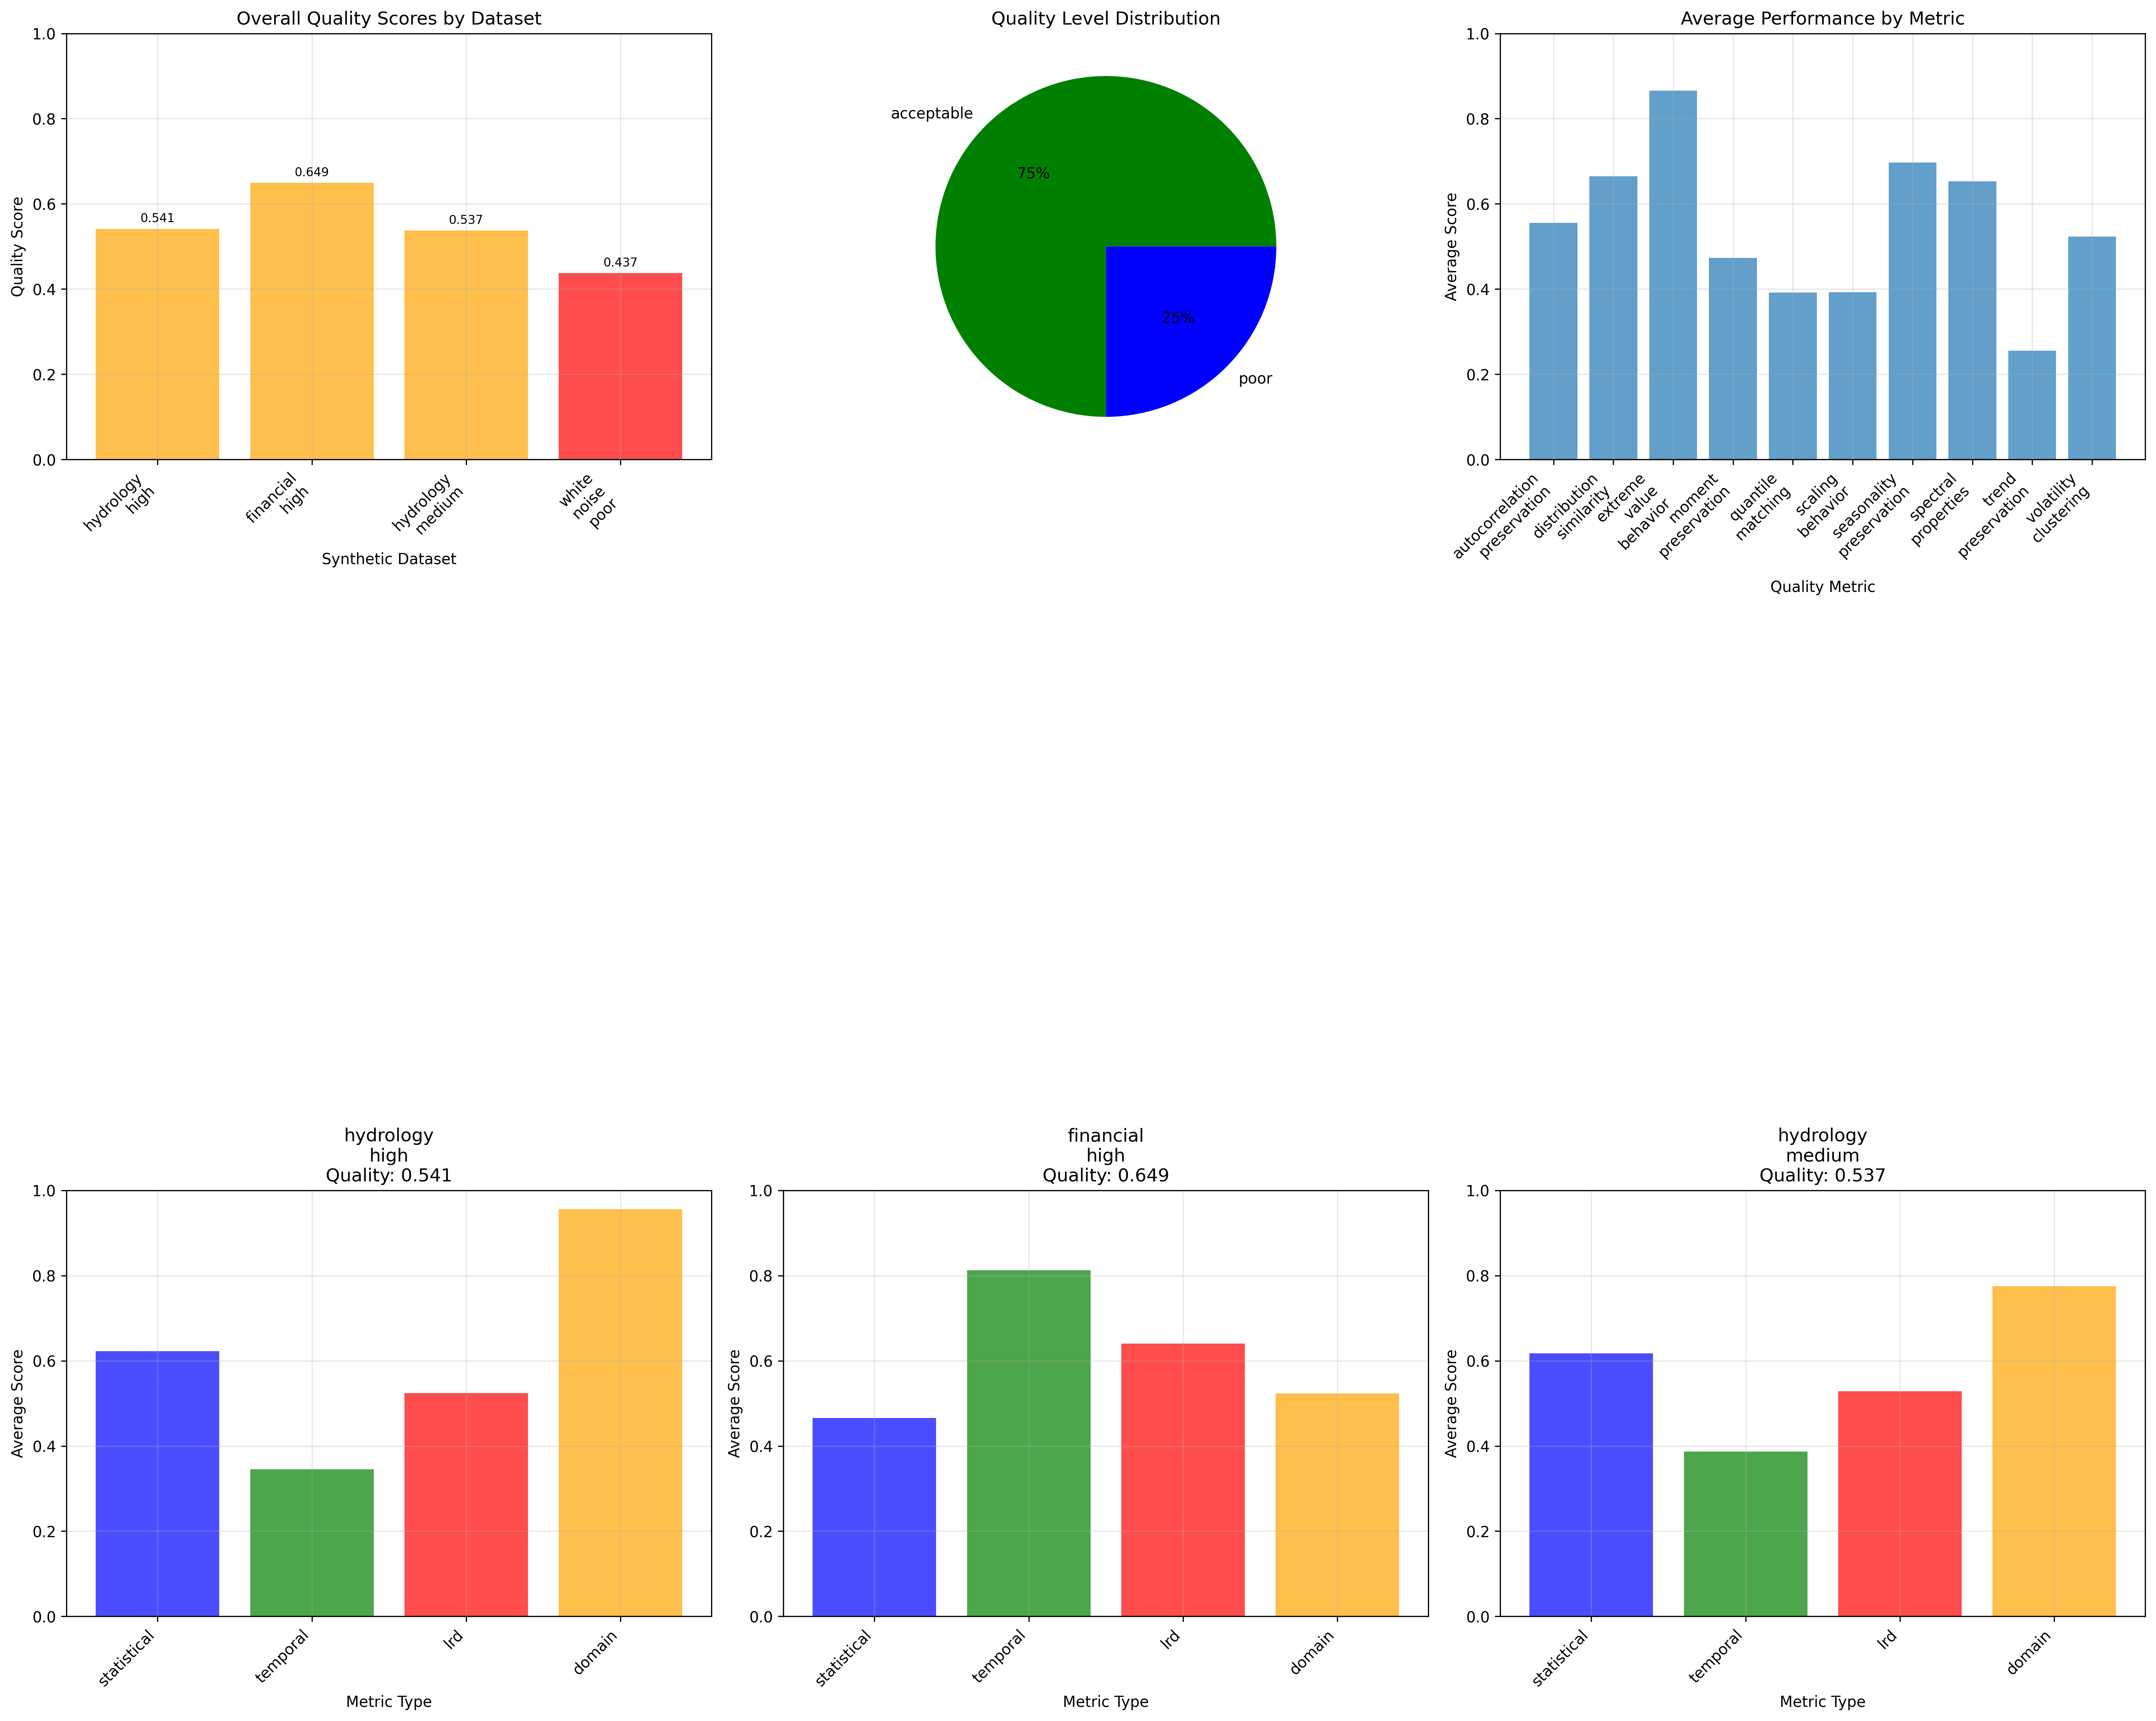 Overall Quality Scores by Dataset
Quality Score
1.0
0.8
0.6
0.4
0.2
0.0
0.541
0.649
0.537
0.437
hydrology
high
financial
high
hydrology
medium
white
noise
poor
Synthetic Dataset
Quality Level Distribution
acceptable
75%
25%
poor
Average Performance by Metric
Average Score
1.0
0.8
0.6
0.4
0.2
0.0
autocorrelation
preservation
distribution
similarity
extreme
value
behavior
moment
preservation
quantile
matching
scaling
behavior
seasonality
preservation
spectral
properties
trend
preservation
volatility
clustering
Quality Metric
hydrology
high
Quality: 0.541
Average Score
1.0
0.8
0.6
0.4
0.2
0.0
statistical
temporal
lrd
domain
Metric Type
financial
high
Quality: 0.649
Average Score
1.0
0.8
0.6
0.4
0.2
0.0
statistical
temporal
lrd
domain
Metric Type
hydrology
medium
Quality: 0.537
Average Score
1.0
0.8
0.6
0.4
0.2
0.0
statistical
temporal
lrd
domain
Metric Type